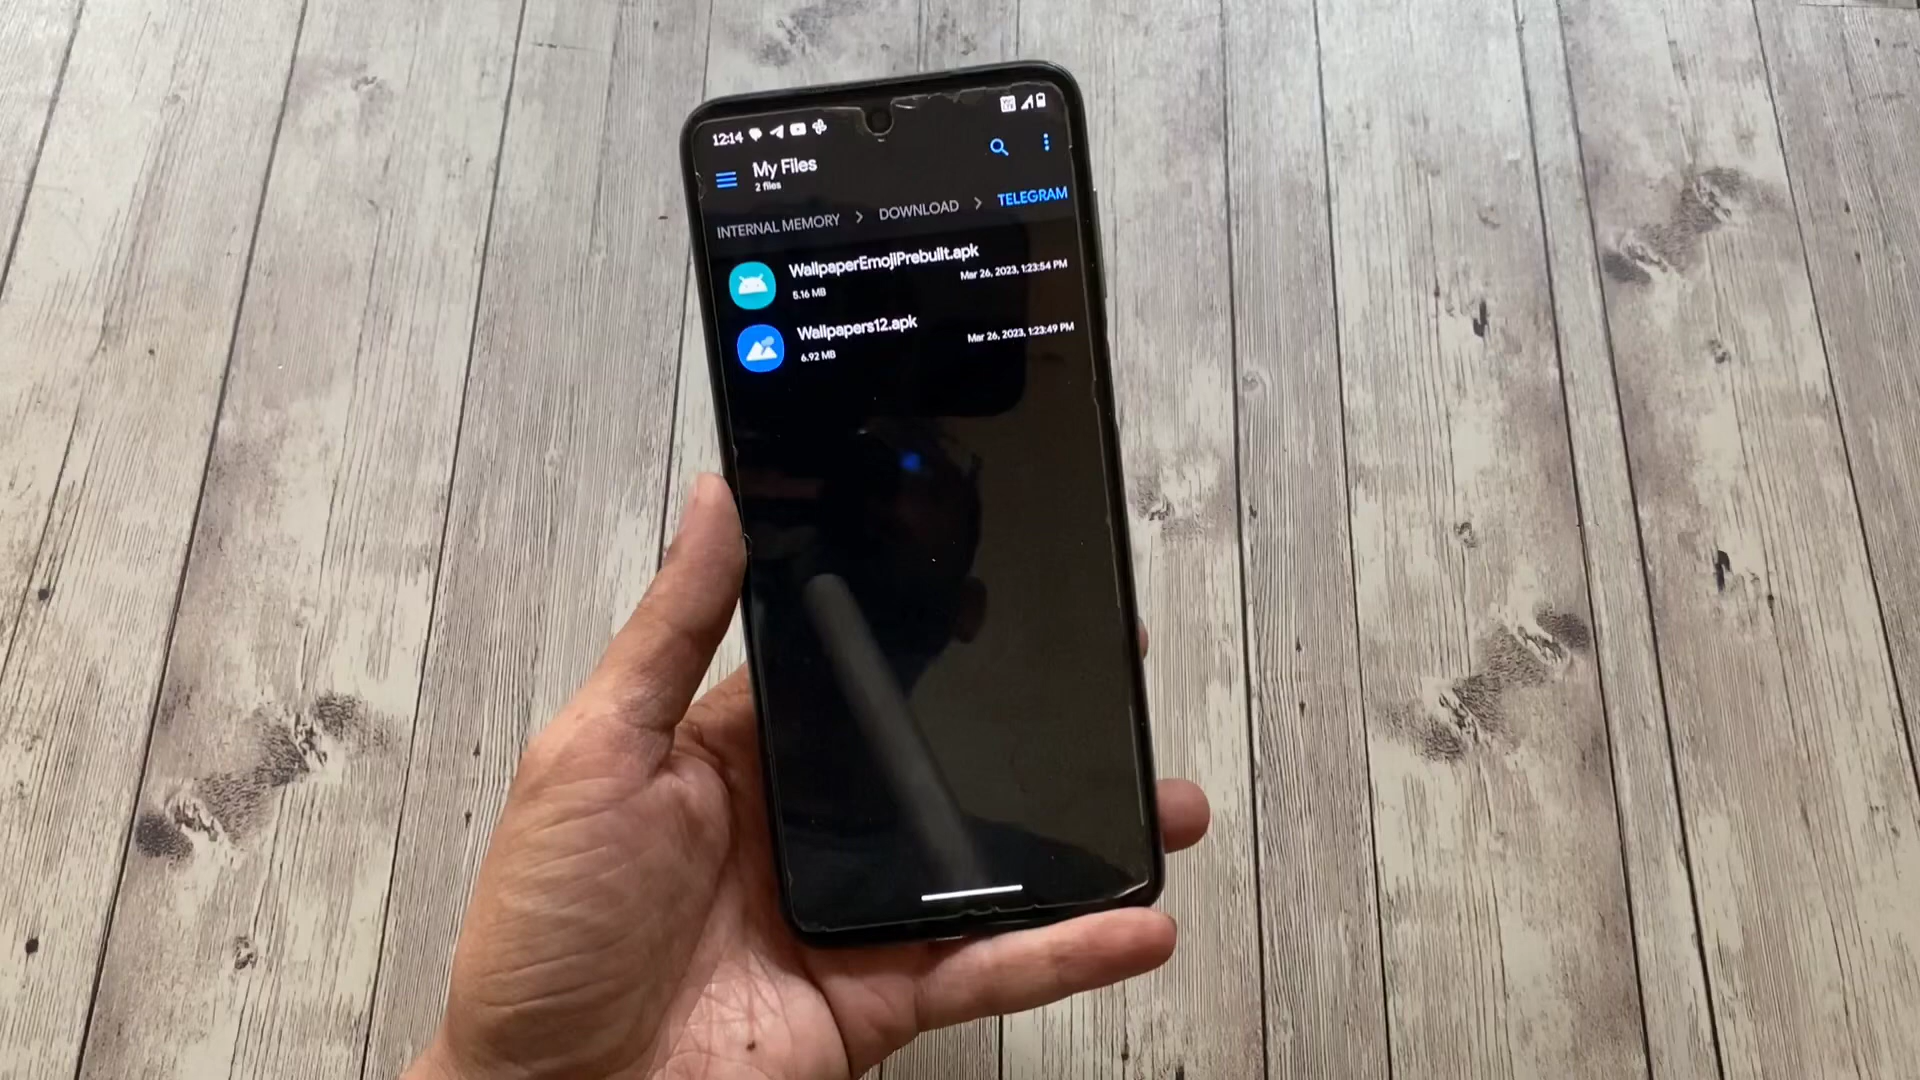 12:14
My Files
2 files
INTERNAL MEMORY > DOWNLOAD > TELEGRAM
WallpaperEmojiPrebuilt.apk
5.16 MB
Mar 26, 2023, 1:23:54 PM
Wallpapers12.apk
6.92 MB
Mar 26, 2023, 1:23:49 PM